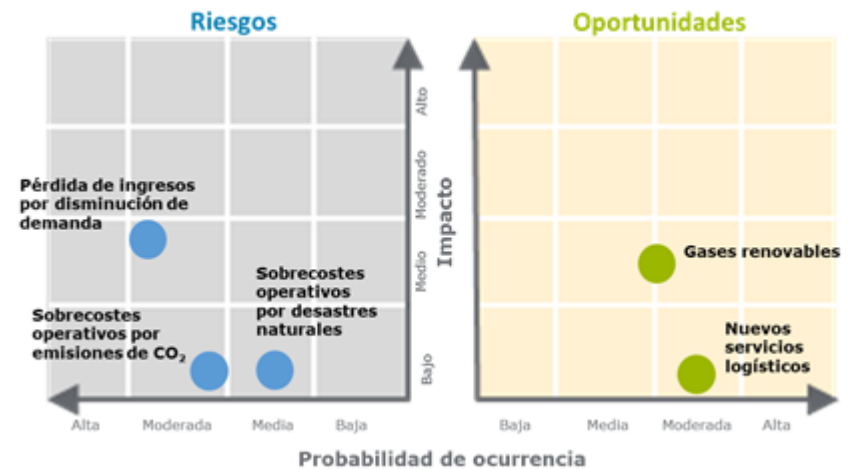 Riesgos
Oportunidades
Alto
Moderado
Medio
Bajo
Impacto
Pérdida de ingresos
por disminución de
demanda
Sobrecostes
operativos
por desastres
naturales
Sobrecostes
operativos por
emisiones de CO₂
Gases renovables
Nuevos
servicios
logísticos
Alta Moderada Media Baja
Baja Media Moderada Alta
Probabilidad de ocurrencia